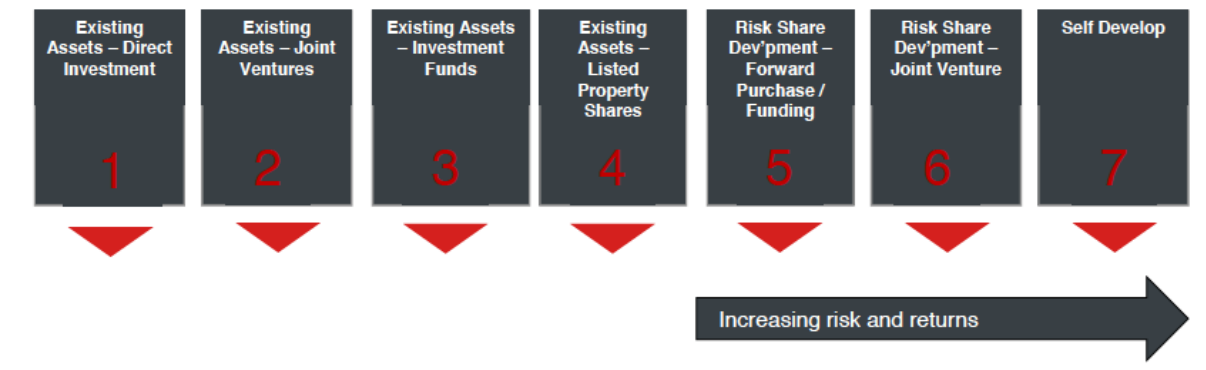 Existing
Assets – Direct
Investment
1
Existing
Assets – Joint
Ventures
2
Existing Assets
– Investment
Funds
3
Existing
Assets –
Listed
Property
Shares
4
Risk Share
Dev'pment –
Forward
Purchase /
Funding
5
Risk Share
Dev'pment –
Joint Venture
6
Self Develop
7
Increasing risk and returns